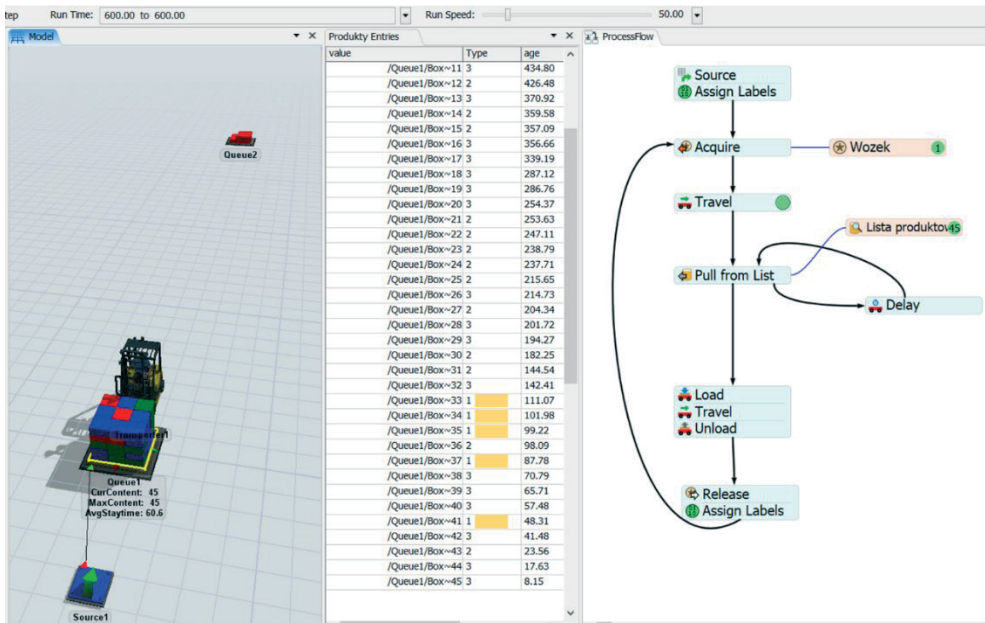 tep Run Time: 600.00 to 600.00 Run Speed: 50.00
Model
Queue2
Transporter1
Queue1
CurContent: 45
MaxContent: 45
AvgStaytime: 60.6
Source1
Produkty Entries
value Type age
/Queue1/Box~11 3 434.80
/Queue1/Box~12 2 426.48
/Queue1/Box~13 3 370.92
/Queue1/Box~14 2 359.58
/Queue1/Box~15 2 357.09
/Queue1/Box~16 3 356.66
/Queue1/Box~17 3 339.19
/Queue1/Box~18 3 287.12
/Queue1/Box~19 3 286.76
/Queue1/Box~20 3 254.37
/Queue1/Box~21 2 253.63
/Queue1/Box~22 2 247.11
/Queue1/Box~23 2 238.79
/Queue1/Box~24 2 237.71
/Queue1/Box~25 2 215.65
/Queue1/Box~26 3 214.73
/Queue1/Box~27 2 204.34
/Queue1/Box~28 3 201.72
/Queue1/Box~29 3 194.27
/Queue1/Box~30 2 182.25
/Queue1/Box~31 2 144.54
/Queue1/Box~32 3 142.41
/Queue1/Box~33 1 111.07
/Queue1/Box~34 1 101.98
/Queue1/Box~35 1 99.22
/Queue1/Box~36 2 98.09
/Queue1/Box~37 1 87.78
/Queue1/Box~38 3 70.79
/Queue1/Box~39 3 65.71
/Queue1/Box~40 3 57.48
/Queue1/Box~41 1 48.31
/Queue1/Box~42 3 41.48
/Queue1/Box~43 2 23.56
/Queue1/Box~44 3 17.63
/Queue1/Box~45 3 8.15
ProcessFlow
Source
Assign Labels
Acquire
Wozek 1
Travel
Lista produktow 45
Pull from List
Delay
Load
Travel
Unload
Release
Assign Labels